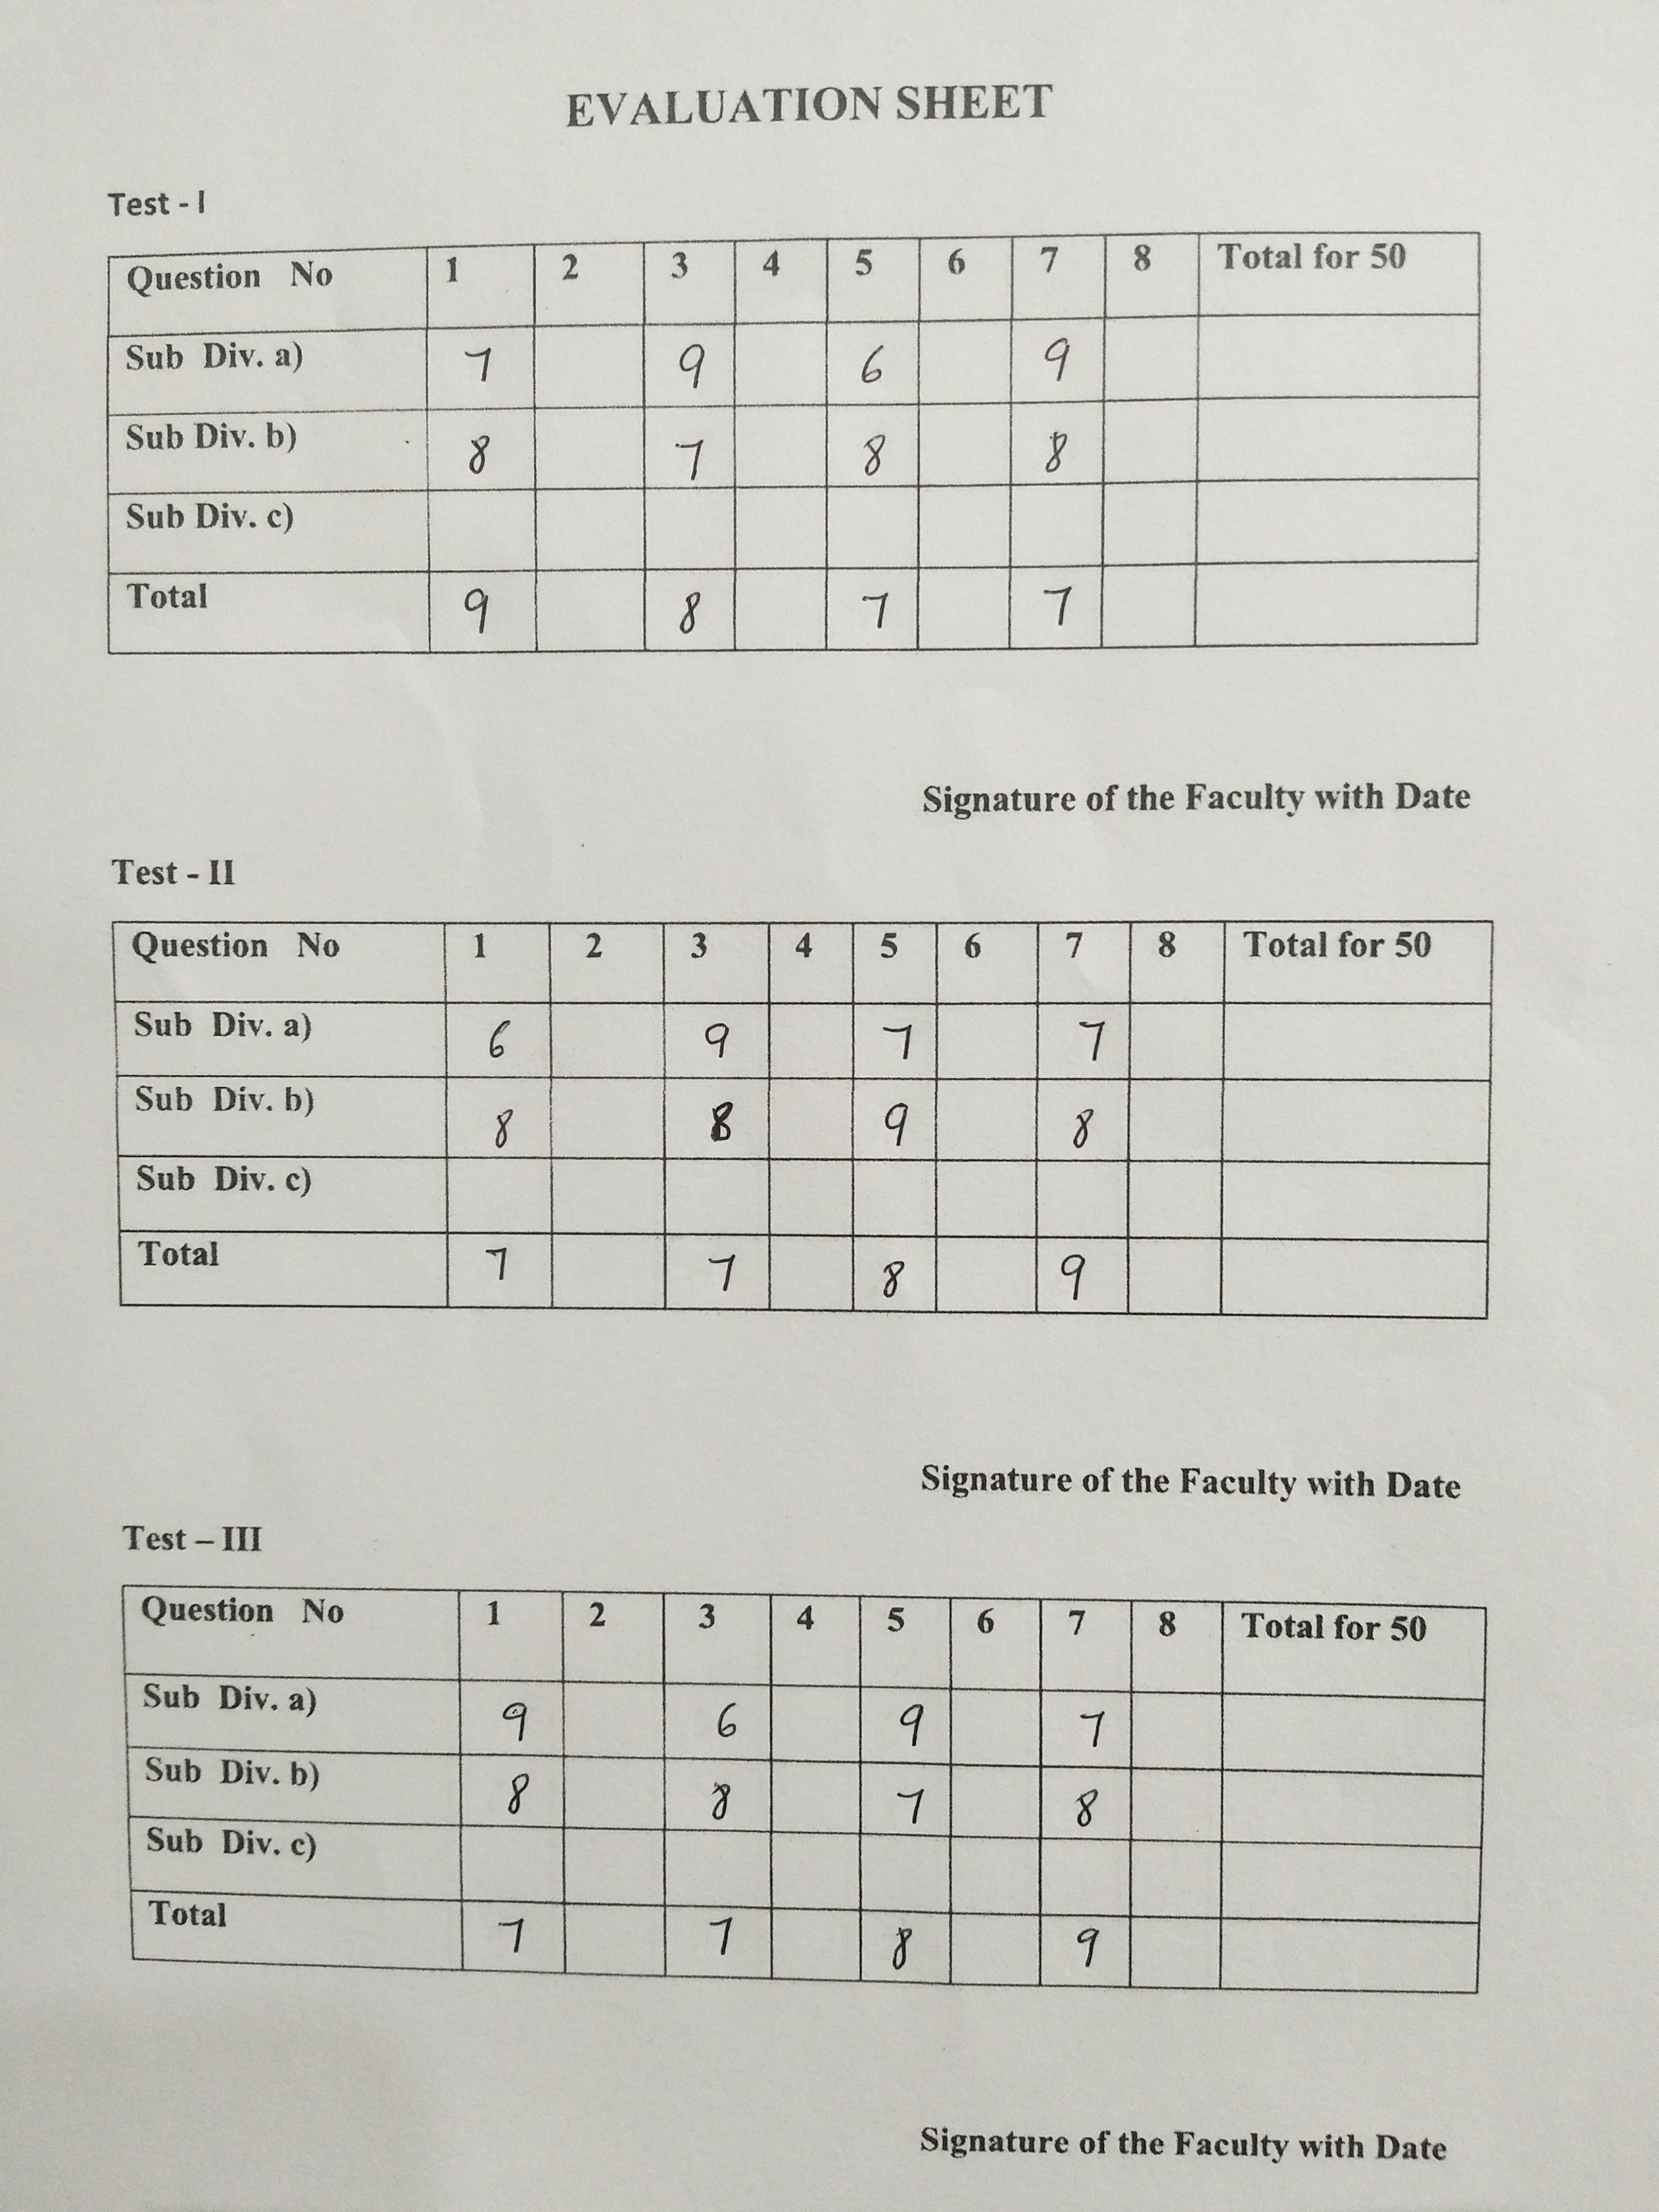 EVALUATION SHEET
Test - I
Question No 1 2 3 4 5 6 7 8 Total for 50
Sub Div. a) 7 9 6 9
Sub Div. b) 8 7 8 8
Sub Div. c)
Total 9 8 7 7
Signature of the Faculty with Date
Test - II
Question No 1 2 3 4 5 6 7 8 Total for 50
Sub Div. a) 6 9 7 7
Sub Div. b) 8 8 9 8
Sub Div. c)
Total 7 7 8 9
Signature of the Faculty with Date
Test – III
Question No 1 2 3 4 5 6 7 8 Total for 50
Sub Div. a) 9 6 9 7
Sub Div. b) 8 8 7 8
Sub Div. c)
Total 7 7 8 9
Signature of the Faculty with Date